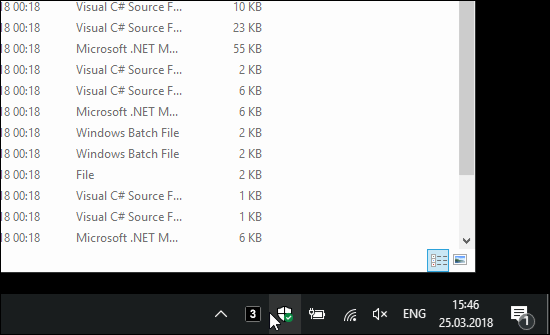 18 00:18 Visual C# Source F... 10 KB
18 00:18 Visual C# Source F... 23 KB
18 00:18 Microsoft .NET M... 55 KB
18 00:18 Visual C# Source F... 2 KB
18 00:18 Visual C# Source F... 6 KB
18 00:18 Microsoft .NET M... 6 KB
18 00:18 Windows Batch File 2 KB
18 00:18 Windows Batch File 2 KB
18 00:18 File 2 KB
18 00:18 Visual C# Source F... 1 KB
18 00:18 Visual C# Source F... 1 KB
18 00:18 Microsoft .NET M... 6 KB
3 ENG 15:46
25.03.2018 1